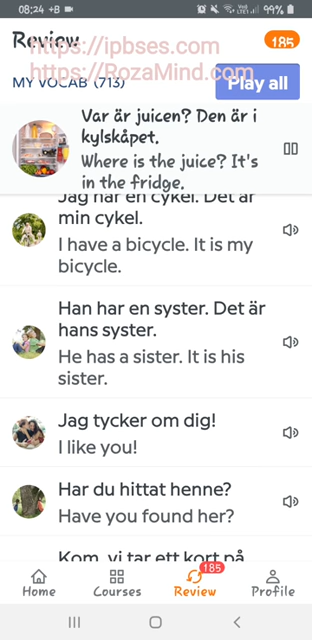 08:24 +B
99%
Review
185
https://ipbses.com
https://RozaMind.com
MY VOCAB (713)
Play all
Var är juicen? Den är i
kylskåpet.
Where is the juice? It's
in the fridge.
Jag har en cykel. Det är
min cykel.
I have a bicycle. It is my
bicycle.
Han har en syster. Det är
hans syster.
He has a sister. It is his
sister.
Jag tycker om dig!
I like you!
Har du hittat henne?
Have you found her?
Kom, vi tar ett kort på
185
Home
Courses
Review
Profile